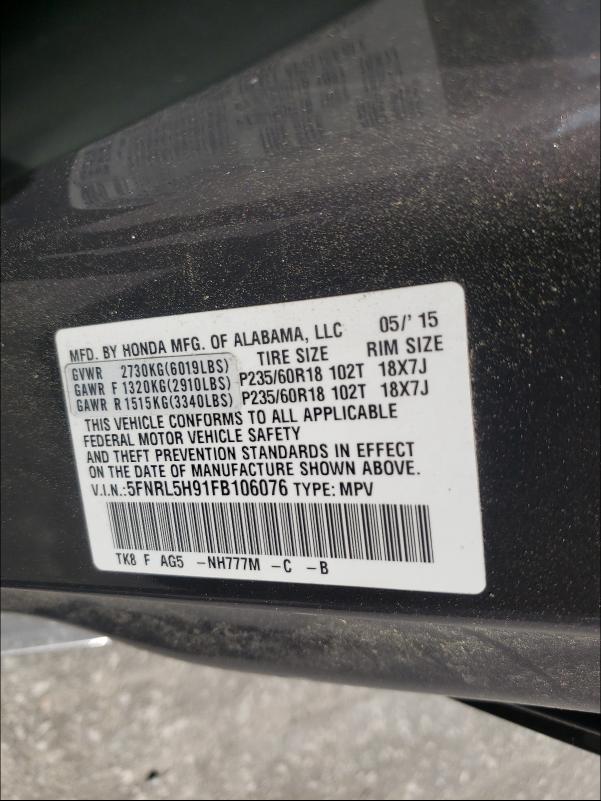 MFD. BY HONDA MFG. OF ALABAMA, LLC 05/' 15
GVWR 2730KG(6019LBS) TIRE SIZE RIM SIZE
GAWR F 1320KG(2910LBS) P235/60R18 102T 18X7J
GAWR R 1515KG(3340LBS) P235/60R18 102T 18X7J
THIS VEHICLE CONFORMS TO ALL APPLICABLE
FEDERAL MOTOR VEHICLE SAFETY
AND THEFT PREVENTION STANDARDS IN EFFECT
ON THE DATE OF MANUFACTURE SHOWN ABOVE.
V.I.N.:5FNRL5H91FB106076 TYPE: MPV
TK8 F AG5 -NH777M -C -B